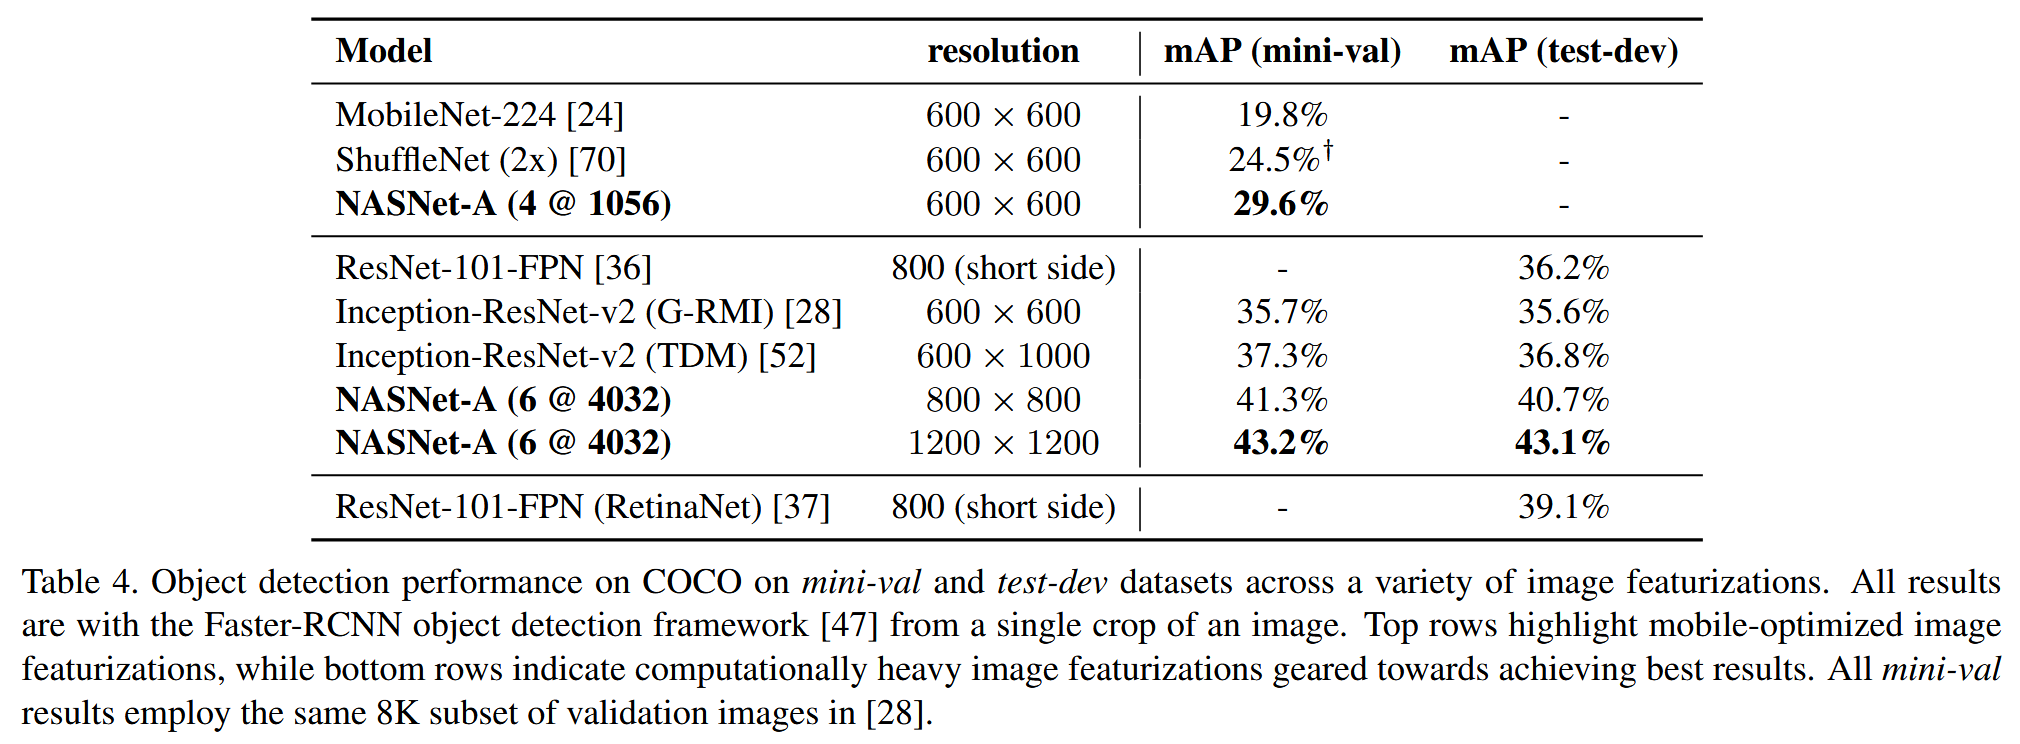 Model resolution mAP (mini-val) mAP (test-dev)
MobileNet-224 [24] 600 × 600 19.8% -
ShuffleNet (2x) [70] 600 × 600 24.5%† -
NASNet-A (4 @ 1056) 600 × 600 29.6% -
ResNet-101-FPN [36] 800 (short side) - 36.2%
Inception-ResNet-v2 (G-RMI) [28] 600 × 600 35.7% 35.6%
Inception-ResNet-v2 (TDM) [52] 600 × 1000 37.3% 36.8%
NASNet-A (6 @ 4032) 800 × 800 41.3% 40.7%
NASNet-A (6 @ 4032) 1200 × 1200 43.2% 43.1%
ResNet-101-FPN (RetinaNet) [37] 800 (short side) - 39.1%
Table 4. Object detection performance on COCO on mini-val and test-dev datasets across a variety of image featurizations. All results
are with the Faster-RCNN object detection framework [47] from a single crop of an image. Top rows highlight mobile-optimized image
featurizations, while bottom rows indicate computationally heavy image featurizations geared towards achieving best results. All mini-val
results employ the same 8K subset of validation images in [28].